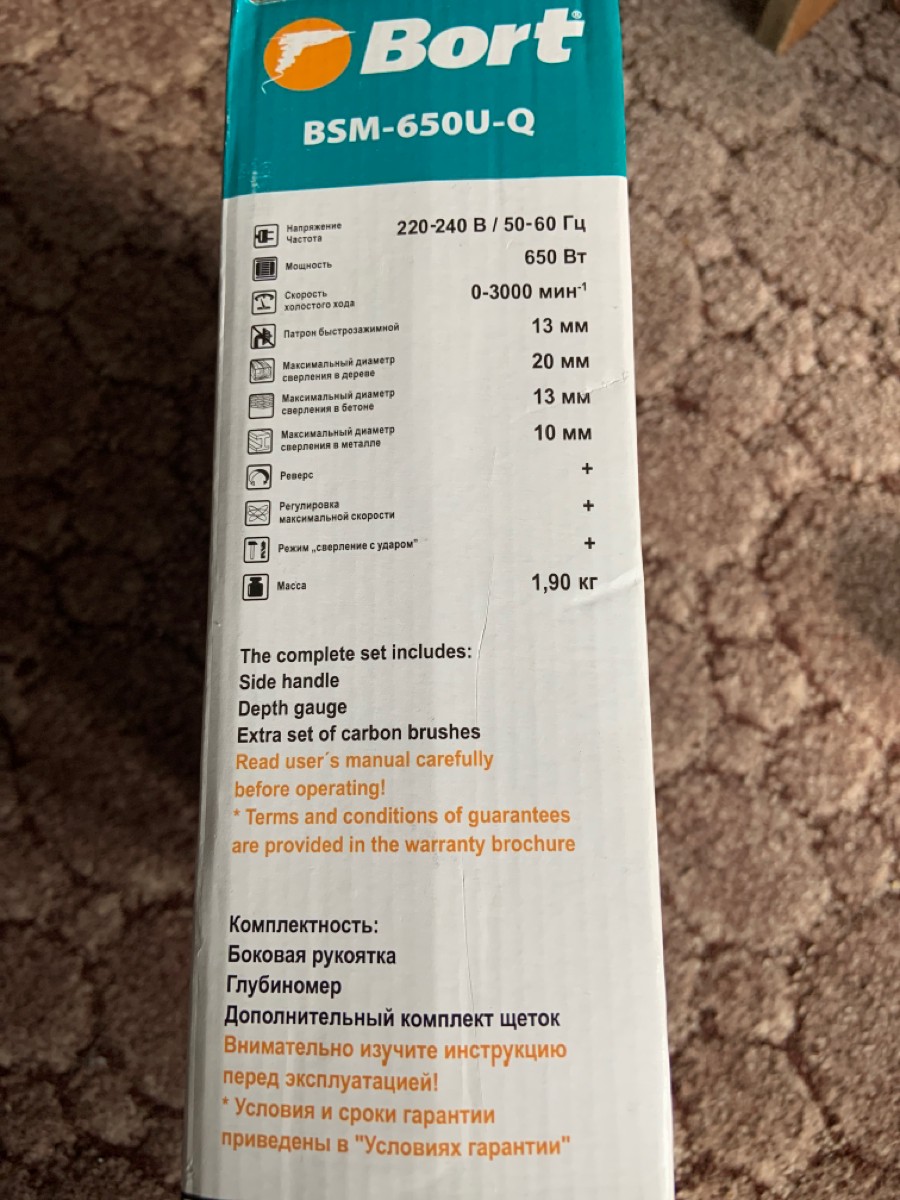 Bort®
BSM-650U-Q
Напряжение
Частота
220-240 В / 50-60 Гц
Мощность
650 Вт
Скорость
холостого хода
0-3000 мин⁻¹
Патрон быстрозажимной
13 мм
Максимальный диаметр
сверления в дереве
20 мм
Максимальный диаметр
сверления в бетоне
13 мм
Максимальный диаметр
сверления в металле
10 мм
Реверс
+
Регулировка
максимальной скорости
+
Режим „сверление с ударом"
+
Масса
1,90 кг
The complete set includes:
Side handle
Depth gauge
Extra set of carbon brushes
Read user´s manual carefully
before operating!
* Terms and conditions of guarantees
are provided in the warranty brochure
Комплектность:
Боковая рукоятка
Глубиномер
Дополнительный комплект щеток
Внимательно изучите инструкцию
перед эксплуатацией!
* Условия и сроки гарантии
приведены в "Условиях гарантии"